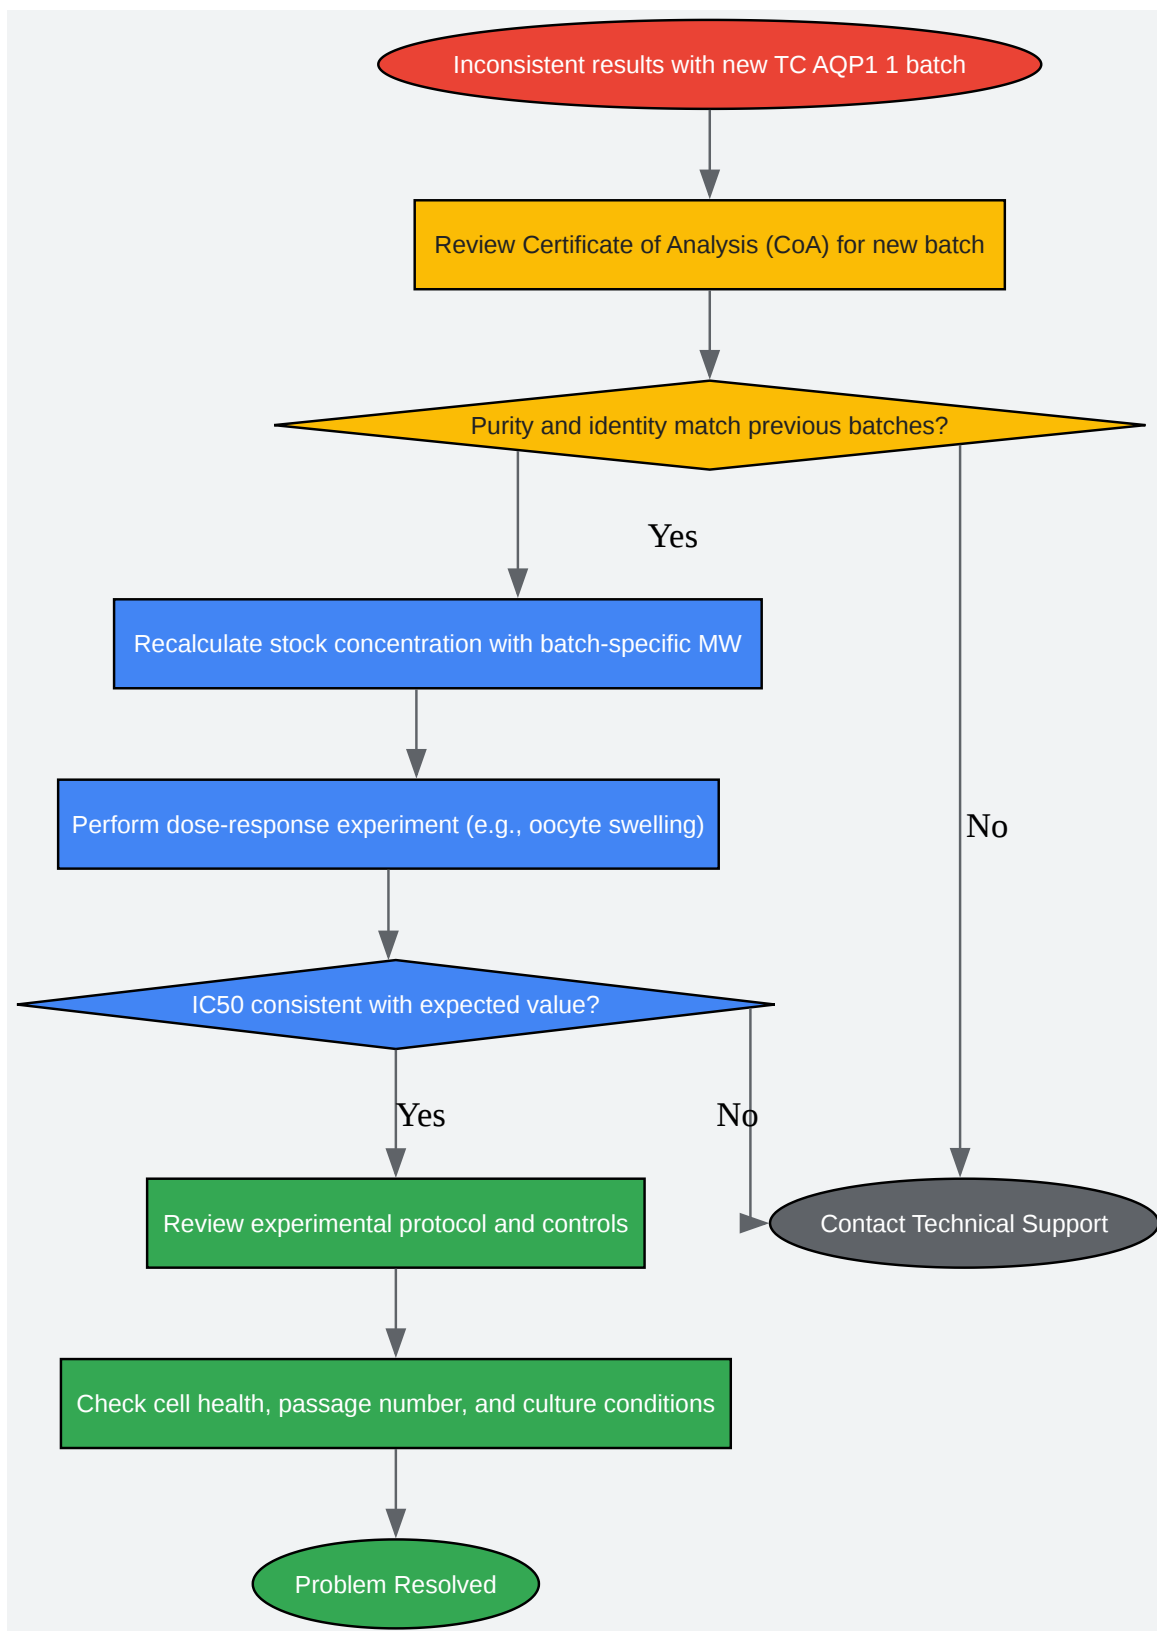 Inconsistent results with new TC AQP1 1 batch
Review Certificate of Analysis (CoA) for new batch
Purity and identity match previous batches?
Yes
Recalculate stock concentration with batch-specific MW
Perform dose-response experiment (e.g., oocyte swelling)
No
IC50 consistent with expected value?
Yes
No
Review experimental protocol and controls
Contact Technical Support
Check cell health, passage number, and culture conditions
Problem Resolved